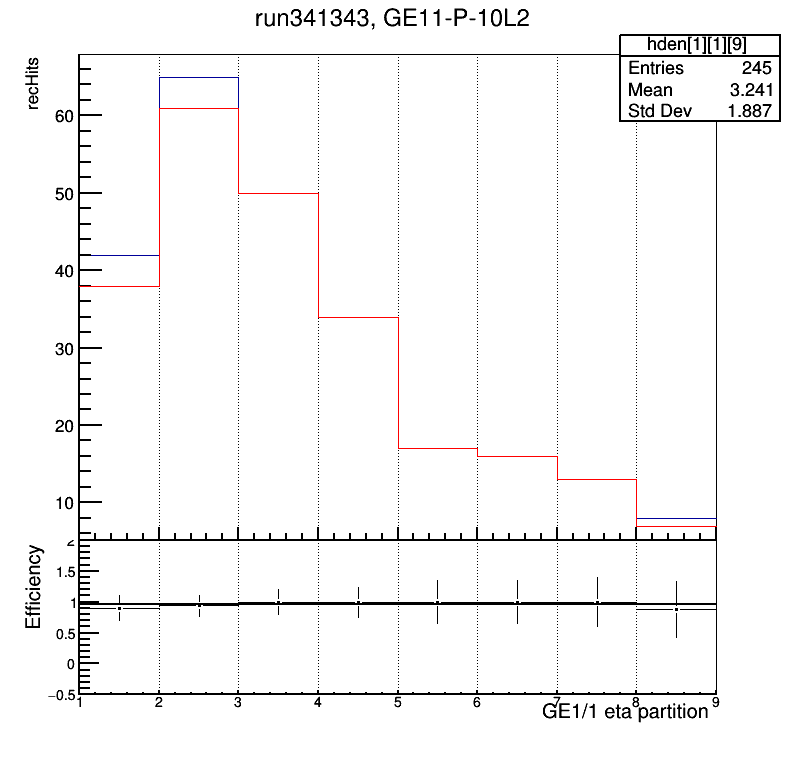 run341343, GE11-P-10L2
hden[1][1][9]
Entries 245
Mean 3.241
Std Dev 1.887
recHits
60
50
40
30
20
10
Efficiency
2
1.5
1
0.5
0
−0.5
1 2 3 4 5 6 7 8 9
GE1/1 eta partition